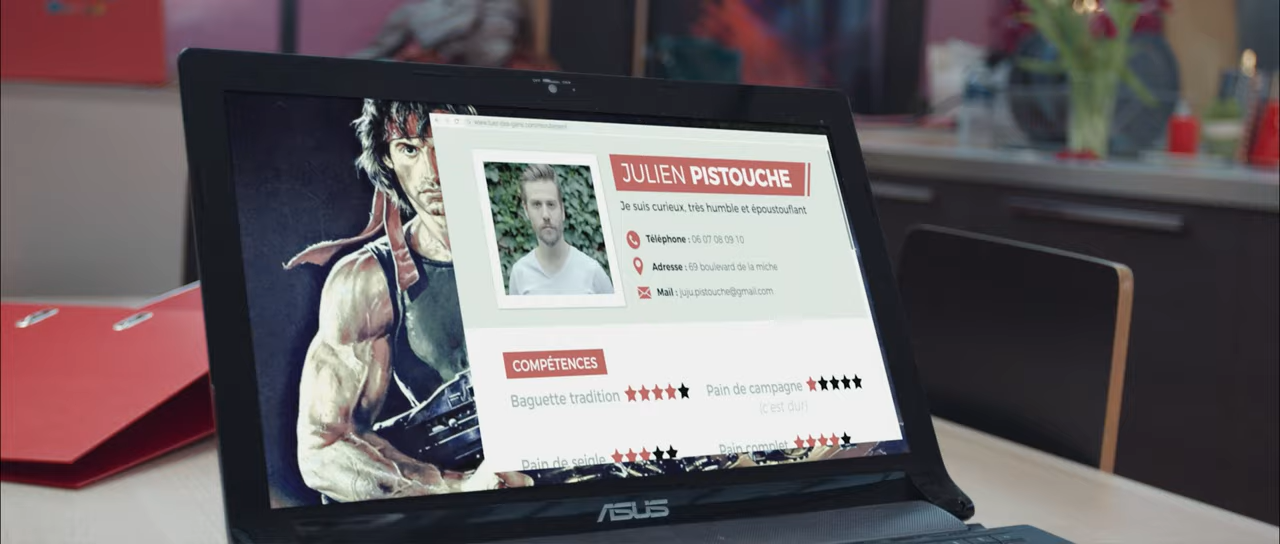 JULIEN PISTOUCHE
Je suis curieux, très humble et époustouflant
Téléphone : 06 07 08 09 10
Adresse : 69 boulevard de la miche
Mail : juju.pistouche@gmail.com
COMPÉTENCES
Baguette tradition
Pain de campagne
(c'est dur)
Pain de seigle
Pain complet
ASUS